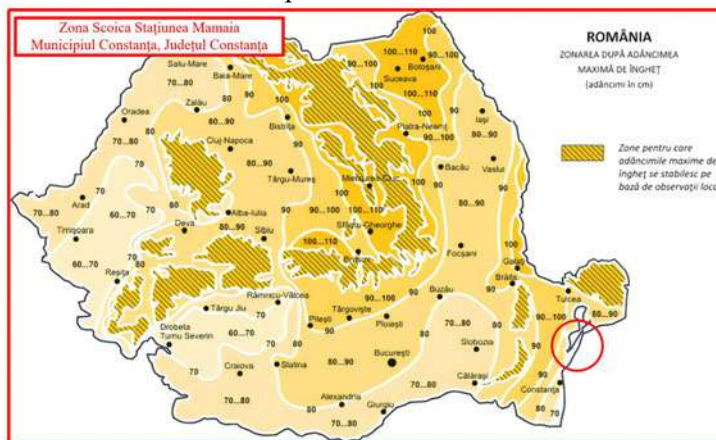 Zona Scoica Stațiunea Mamaia
Municipiul Constanța, Județul Constanța
ROMÂNIA
ZONAREA DUPĂ ADÂNCIMEA
MAXIMĂ DE ÎNGHEȚ
(adâncimi în cm)
Zone pentru care
adâncimile maxime de
îngheț se stabilesc pe
bază de observații loca
100
100...110
90...100
Botoșani
Suceava
Satu-Mare
70...80
Baia-Mare
Zalău
Oradea
Bistrița
Iași
Piatra-Neamț
Cluj-Napoca
80...90
Târgu-Mureș
Bacău
Vaslui
Miercurea Ciuc
Arad
60...70
Timișoara
Alba-Iulia
Deva
Sibiu
Sfântu-Gheorghe
Brașov
Focșani
Galați
Reșița
Brăila
Tulcea
Râmnicu-Vâlcea
Târgu Jiu
Târgoviște
Buzău
Pitești
Ploiești
Drobeta
Turnu Severin
Slobozia
București
Craiova
Slatina
Călărași
Constanța
Alexandria
Giurgiu